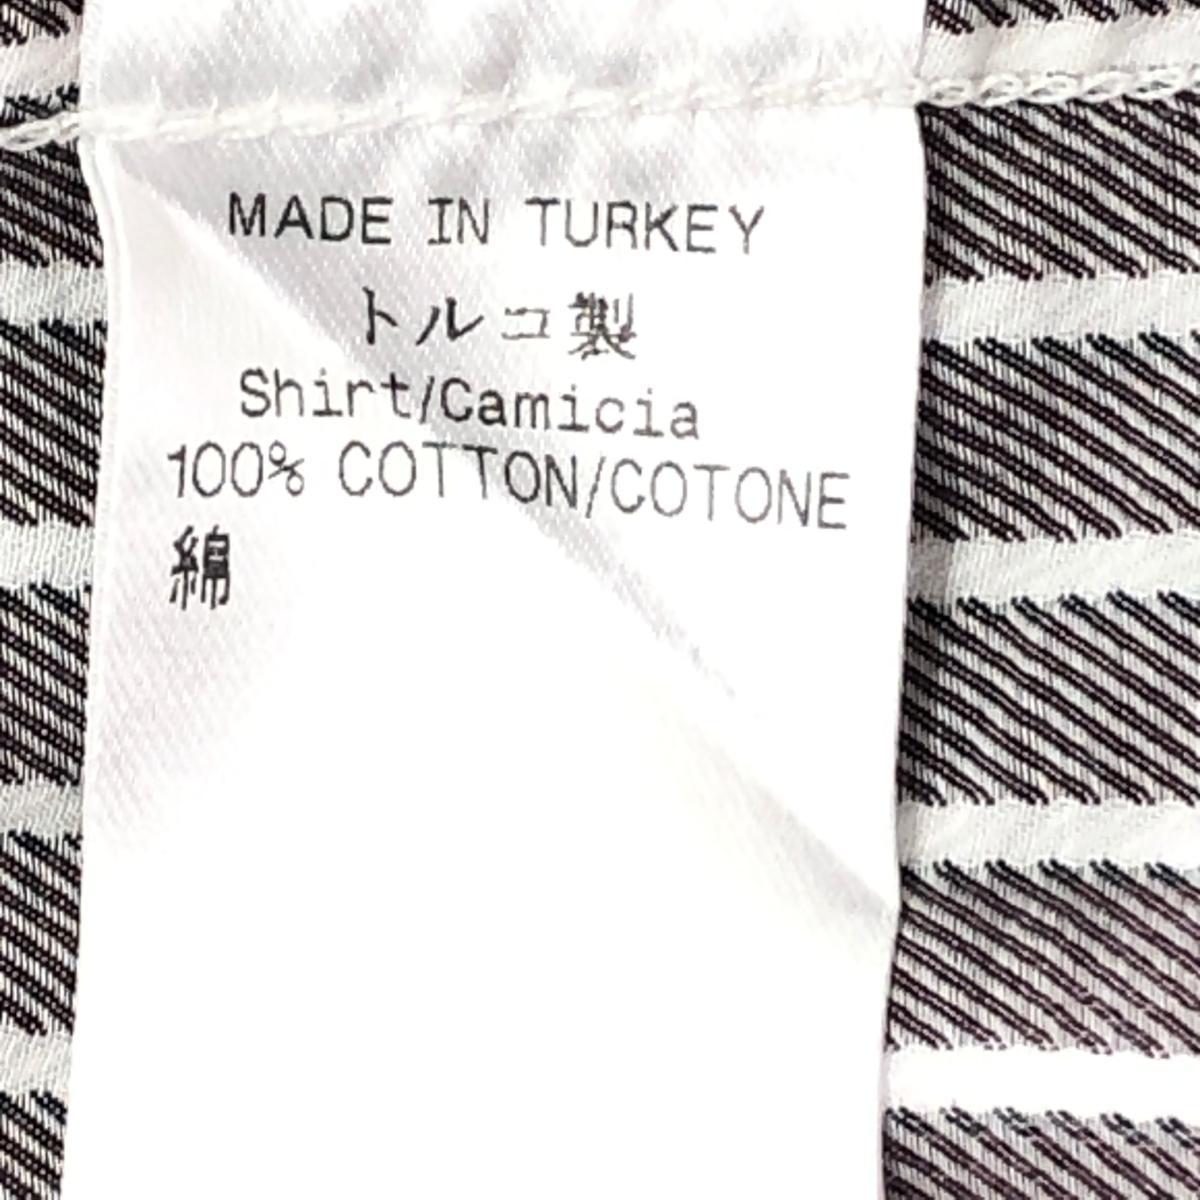 MADE IN TURKEY
トルコ製
Shirt/Camicia
100% COTTON/COTONE
綿